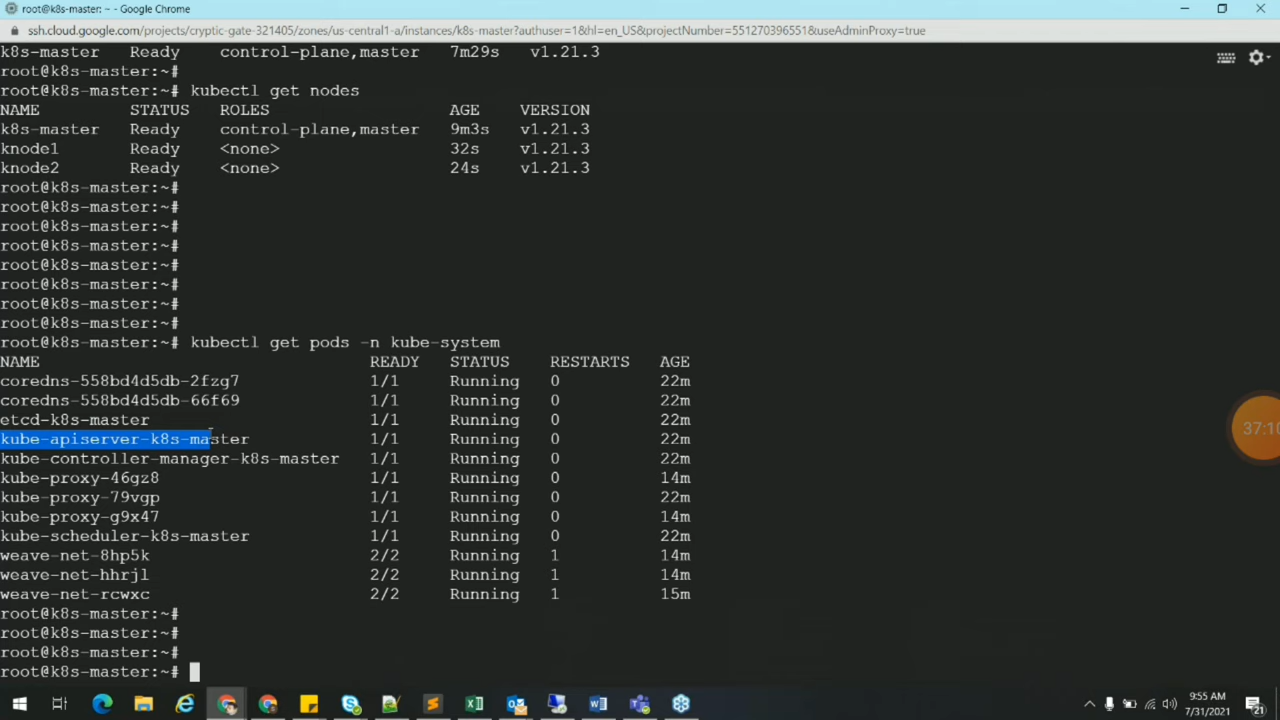 root@k8s-master: ~ - Google Chrome
ssh.cloud.google.com/projects/cryptic-gate-321405/zones/us-central1-a/instances/k8s-master?authuser=1&hl=en_US&projectNumber=551270396551&useAdminProxy=true
k8s-master Ready control-plane,master 7m29s v1.21.3
root@k8s-master:~#
root@k8s-master:~# kubectl get nodes
NAME STATUS ROLES AGE VERSION
k8s-master Ready control-plane,master 9m3s v1.21.3
knode1 Ready <none> 32s v1.21.3
knode2 Ready <none> 24s v1.21.3
root@k8s-master:~#
root@k8s-master:~#
root@k8s-master:~#
root@k8s-master:~#
root@k8s-master:~#
root@k8s-master:~#
root@k8s-master:~#
root@k8s-master:~#
root@k8s-master:~# kubectl get pods -n kube-system
NAME READY STATUS RESTARTS AGE
coredns-558bd4d5db-2fzg7 1/1 Running 0 22m
coredns-558bd4d5db-66f69 1/1 Running 0 22m
etcd-k8s-master 1/1 Running 0 22m
kube-apiserver-k8s-master 1/1 Running 0 22m
kube-controller-manager-k8s-master 1/1 Running 0 22m
kube-proxy-46gz8 1/1 Running 0 14m
kube-proxy-79vgp 1/1 Running 0 22m
kube-proxy-g9x47 1/1 Running 0 14m
kube-scheduler-k8s-master 1/1 Running 0 22m
weave-net-8hp5k 2/2 Running 1 14m
weave-net-hhrjl 2/2 Running 1 14m
weave-net-rcwxc 2/2 Running 1 15m
root@k8s-master:~#
root@k8s-master:~#
root@k8s-master:~#
root@k8s-master:~#
37:10
9:55 AM
7/31/2021
21